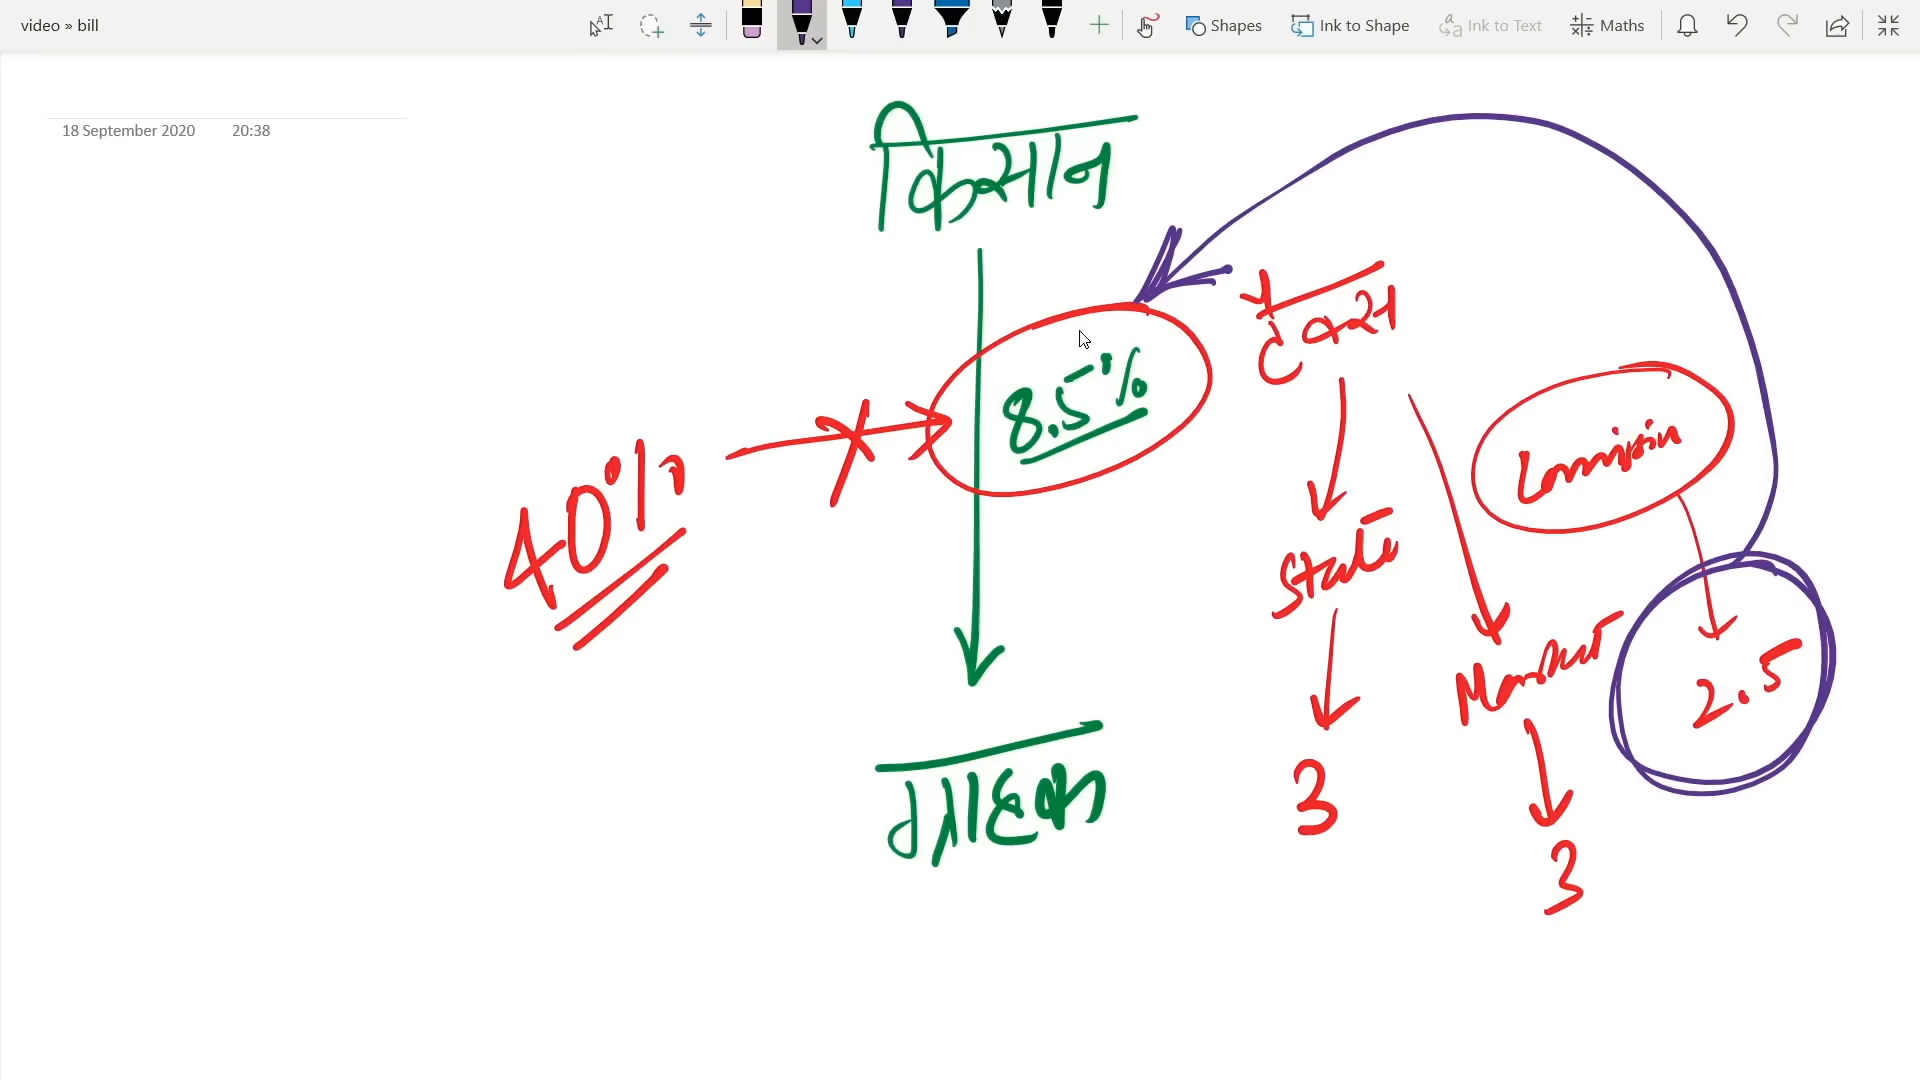 video » bill
Shapes
Ink to Shape
Ink to Text
Maths
18 September 2020 20:38
किसान
8.5%
40%
टैक्स
Commission
State
Market
2.5
3
3
ग्राहक